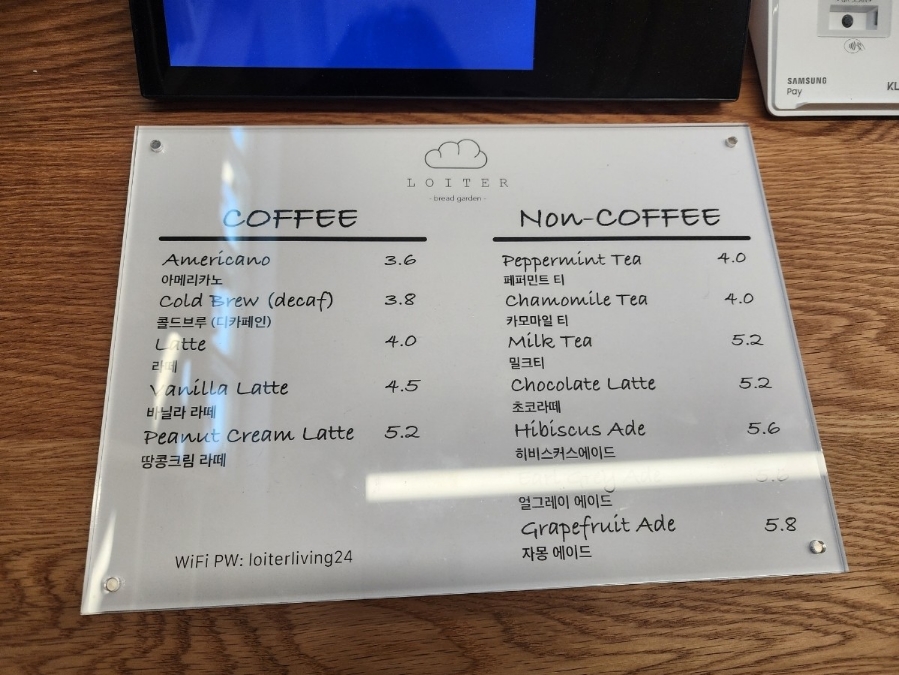 SAMSUNG
Pay
KL
LOITER
- bread garden -
COFFEE
Americano 3.6
아메리카노
Cold Brew (decaf) 3.8
콜드브루 (디카페인)
Latte 4.0
라떼
Vanilla Latte 4.5
바닐라 라떼
Peanut Cream Latte 5.2
땅콩크림 라떼
WiFi PW: loiterliving24
Non-COFFEE
Peppermint Tea 4.0
페퍼민트 티
Chamomile Tea 4.0
카모마일 티
Milk Tea 5.2
밀크티
Chocolate Latte 5.2
초코라떼
Hibiscus Ade 5.6
히비스커스에이드
Ade
얼그레이 에이드
Grapefruit Ade 5.8
자몽 에이드